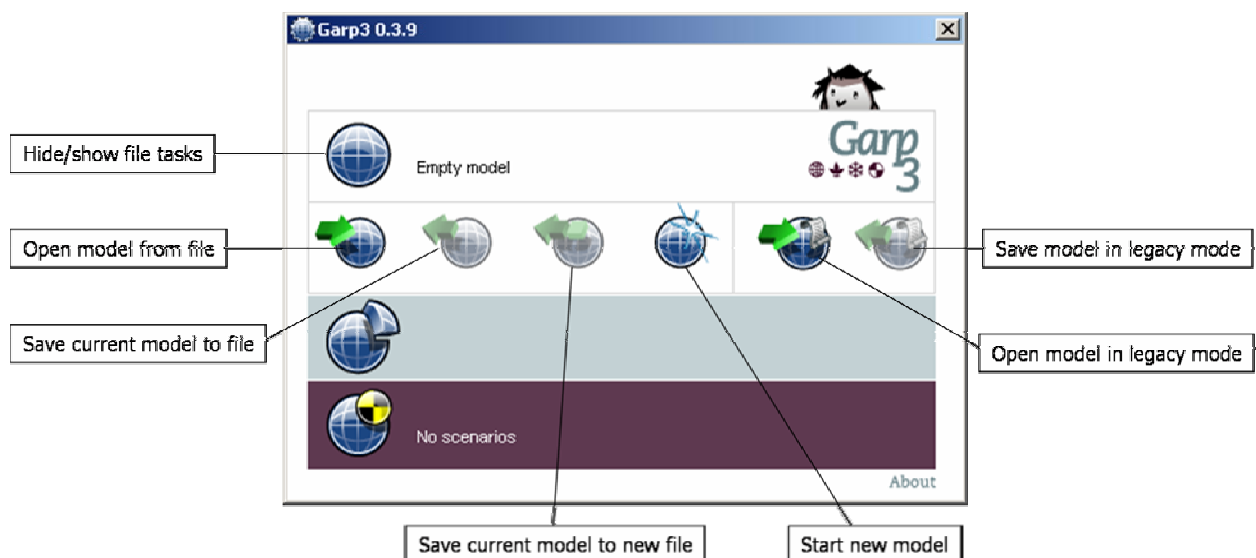 Garp3 0.3.9
Hide/show file tasks
Empty model
Garp
3
Open model from file
Save model in legacy mode
Save current model to file
Open model in legacy mode
No scenarios
About
Save current model to new file
Start new model